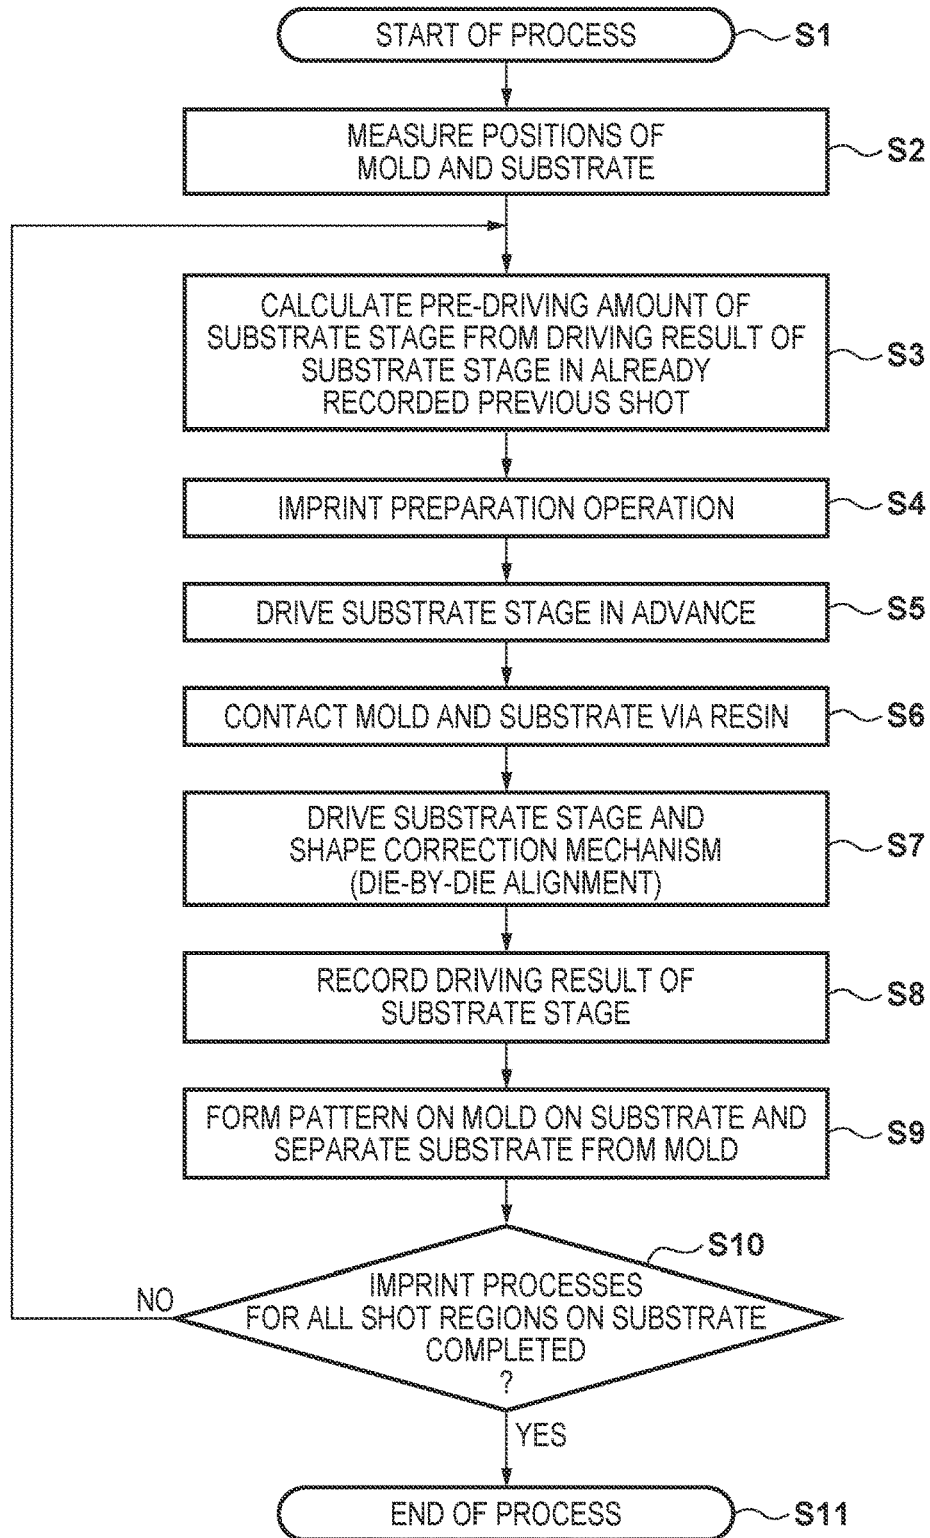 START OF PROCESS
S1
MEASURE POSITIONS OF
MOLD AND SUBSTRATE
S2
CALCULATE PRE-DRIVING AMOUNT OF
SUBSTRATE STAGE FROM DRIVING RESULT OF
SUBSTRATE STAGE IN ALREADY
RECORDED PREVIOUS SHOT
S3
IMPRINT PREPARATION OPERATION
S4
DRIVE SUBSTRATE STAGE IN ADVANCE
S5
CONTACT MOLD AND SUBSTRATE VIA RESIN
S6
DRIVE SUBSTRATE STAGE AND
SHAPE CORRECTION MECHANISM
(DIE-BY-DIE ALIGNMENT)
S7
RECORD DRIVING RESULT OF
SUBSTRATE STAGE
S8
FORM PATTERN ON MOLD ON SUBSTRATE AND
SEPARATE SUBSTRATE FROM MOLD
S9
S10
NO
IMPRINT PROCESSES
FOR ALL SHOT REGIONS ON SUBSTRATE
COMPLETED
?
YES
END OF PROCESS
S11